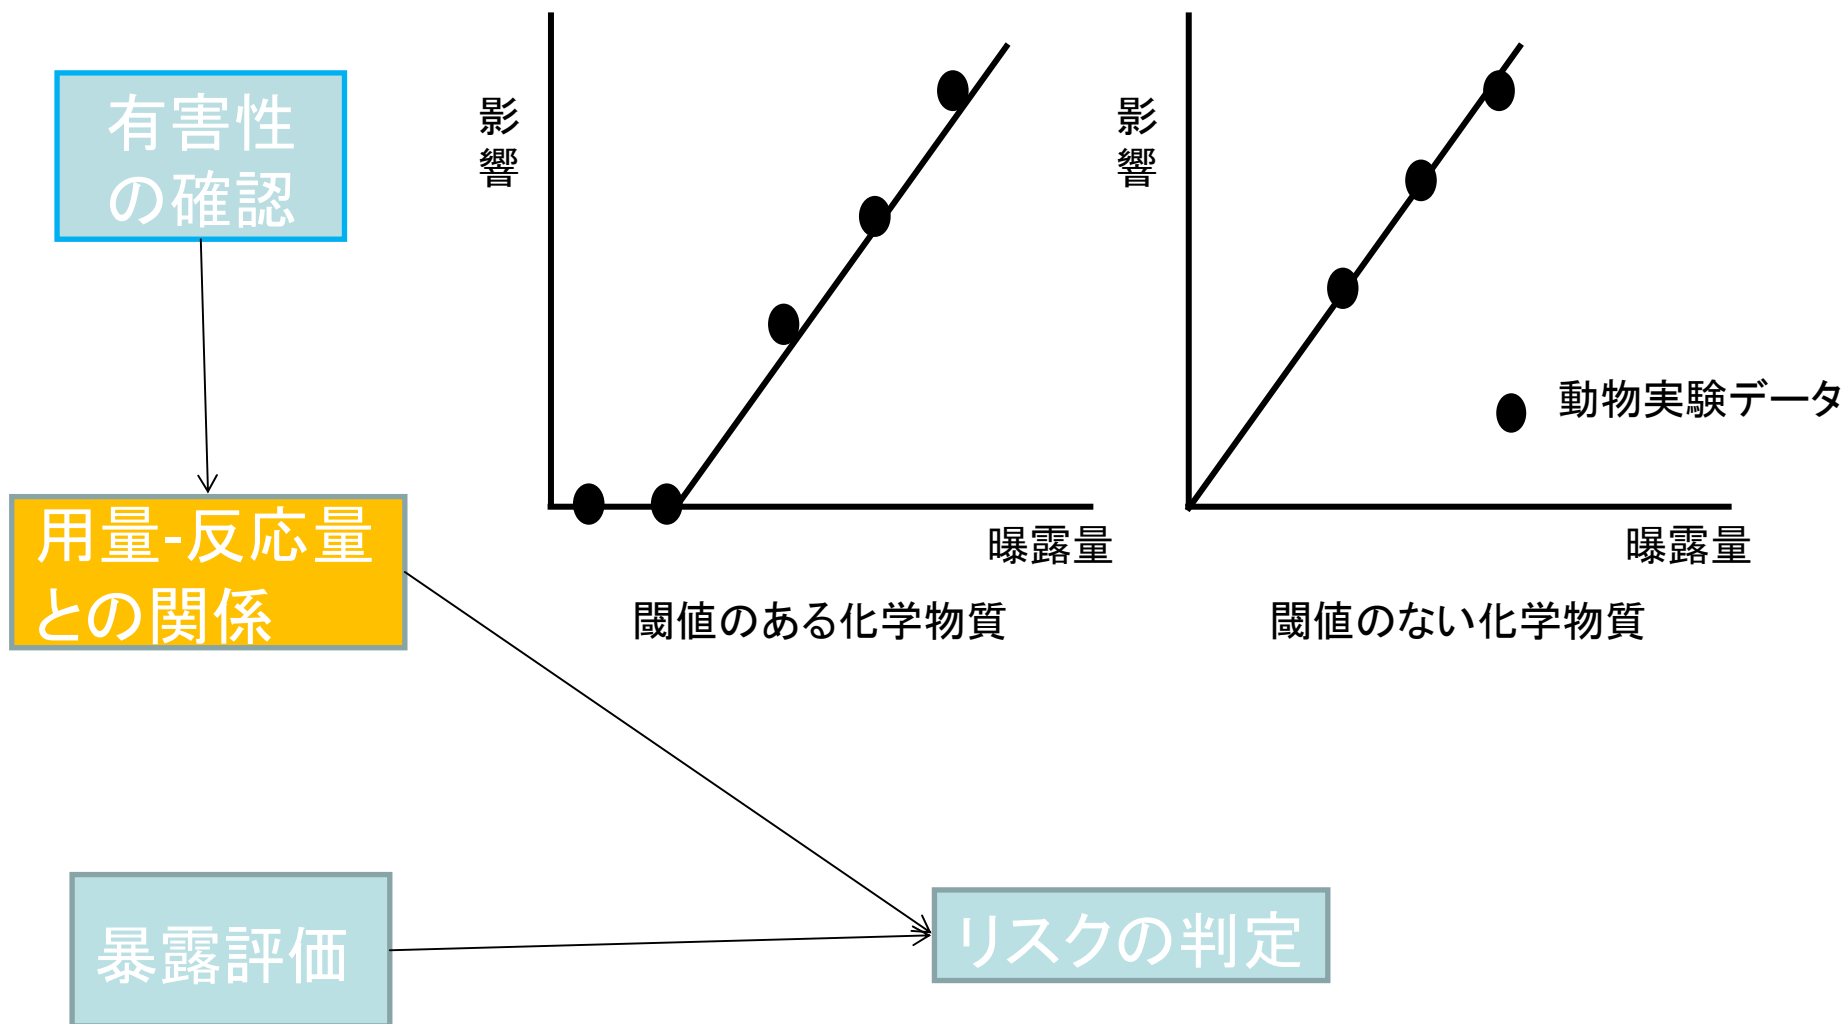 有害性
の確認
影
響
影
響
動物実験データ
用量-反応量
との関係
曝露量
曝露量
閾値のある化学物質
閾値のない化学物質
暴露評価
リスクの判定